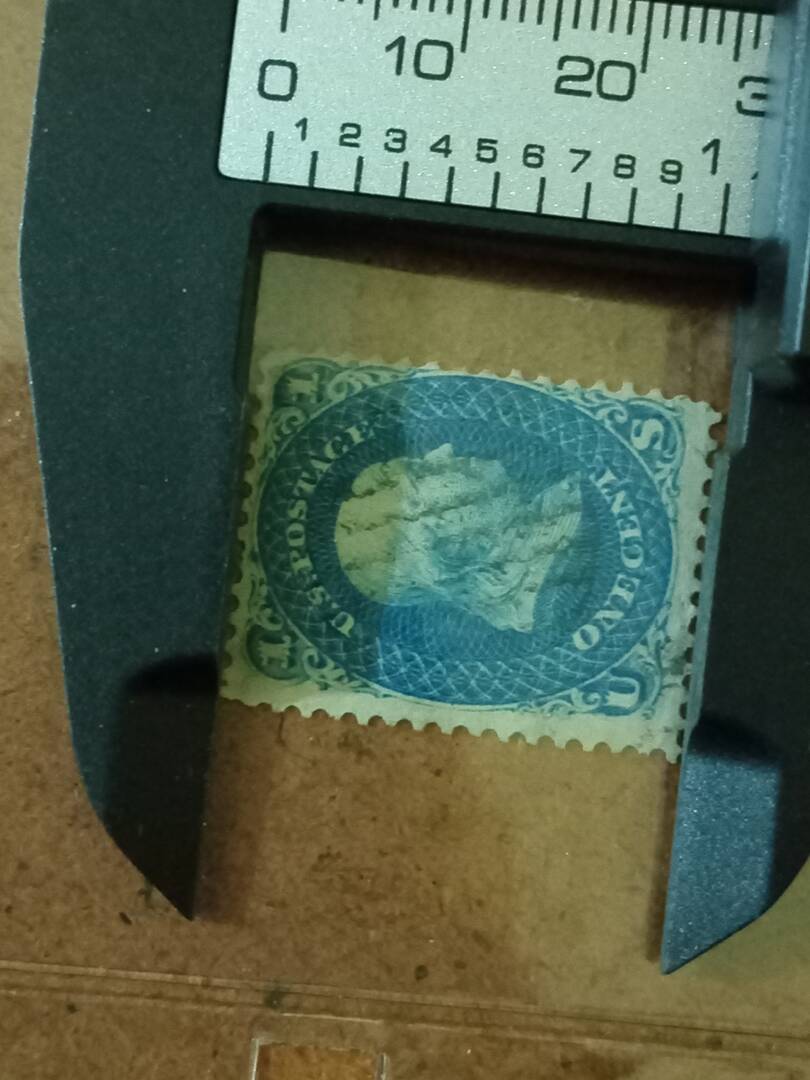 0 10 20 3
1 2 3 4 5 6 7 8 9 1
U.S. POSTAGE
1 1
ONE CENT
U S